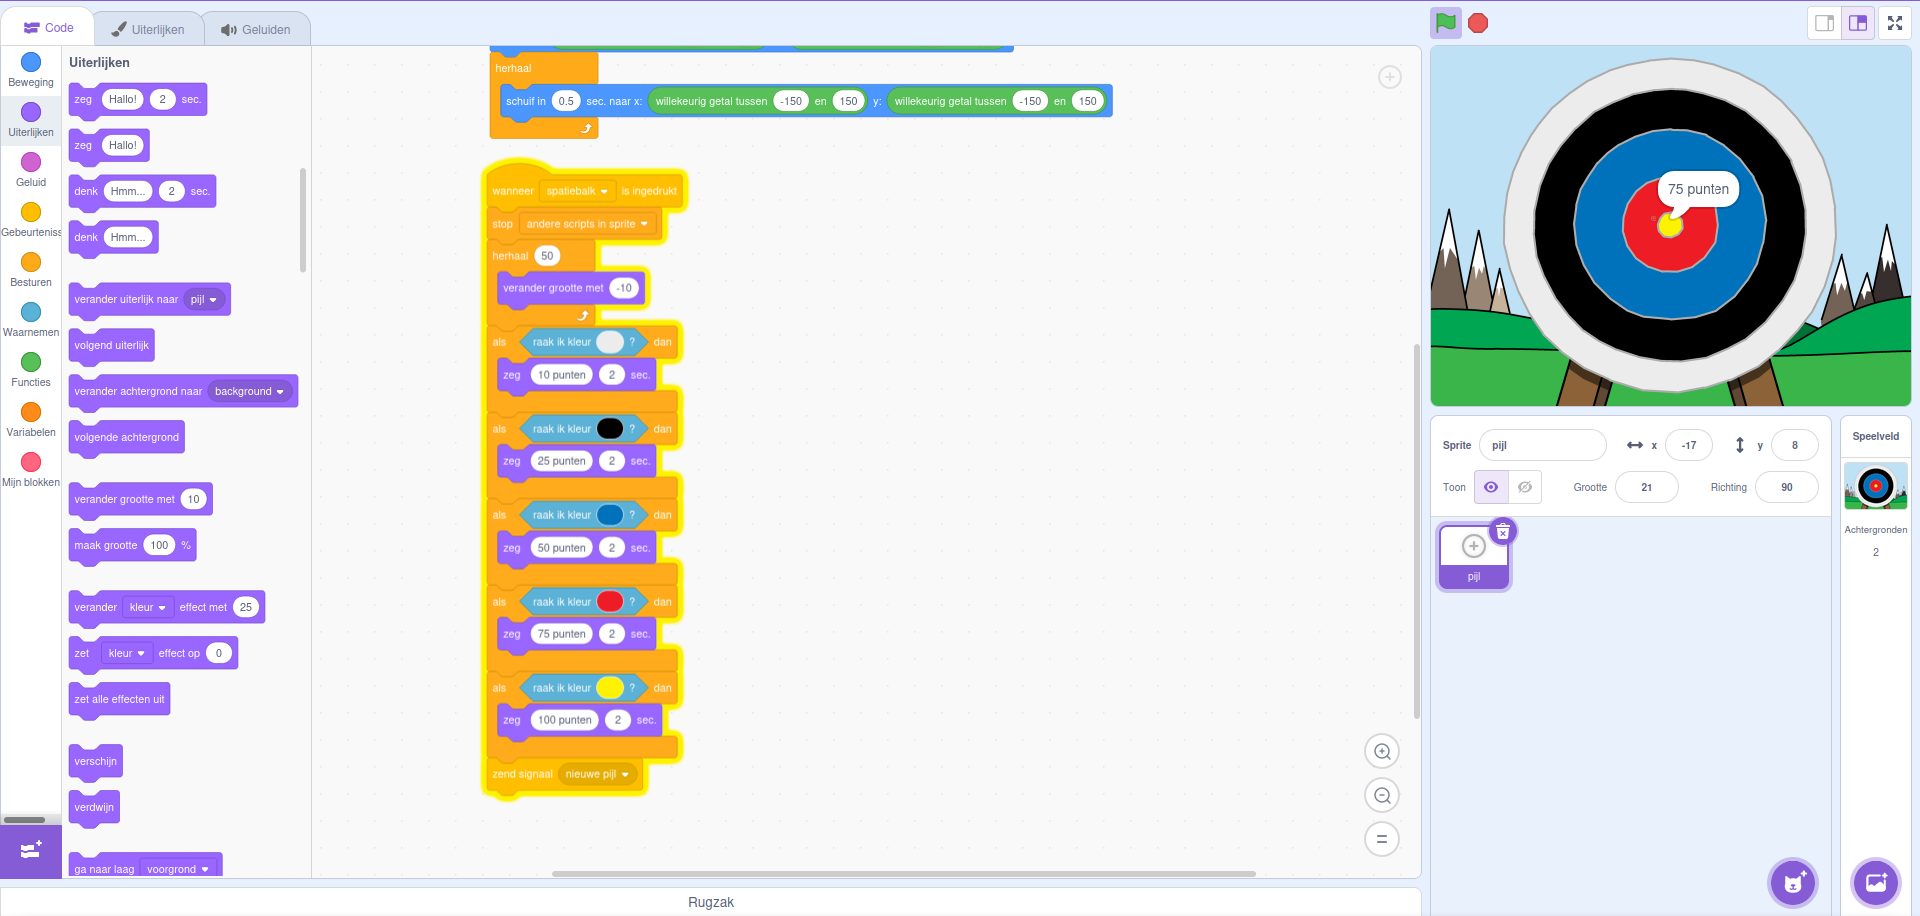 Code
Uiterlijken
Geluiden
Beweging
Uiterlijken
Geluid
Gebeurteniss
Besturen
Waarnemen
Functies
Variabelen
Mijn blokken
Uiterlijken
zeg Hallo! 2 sec.
zeg Hallo!
denk Hmm... 2 sec.
denk Hmm...
verander uiterlijk naar pijl
volgend uiterlijk
verander achtergrond naar background
volgende achtergrond
verander grootte met 10
maak grootte 100 %
verander kleur effect met 25
zet kleur effect op 0
zet alle effecten uit
verschijn
verdwijn
ga naar laag voorgrond
herhaal
schuif in 0.5 sec. naar x: willekeurig getal tussen -150 en 150 y: willekeurig getal tussen -150 en 150
wanneer spatiebalk is ingedrukt
stop andere scripts in sprite
herhaal 50
verander grootte met -10
als raak ik kleur ? dan
zeg 10 punten 2 sec.
als raak ik kleur ? dan
zeg 25 punten 2 sec.
als raak ik kleur ? dan
zeg 50 punten 2 sec.
als raak ik kleur ? dan
zeg 75 punten 2 sec.
als raak ik kleur ? dan
zeg 100 punten 2 sec.
zend signaal nieuwe pijl
Rugzak
75 punten
Sprite pijl x -17 y 8
Toon Grootte 21 Richting 90
pijl
Speelveld
Achtergronden
2